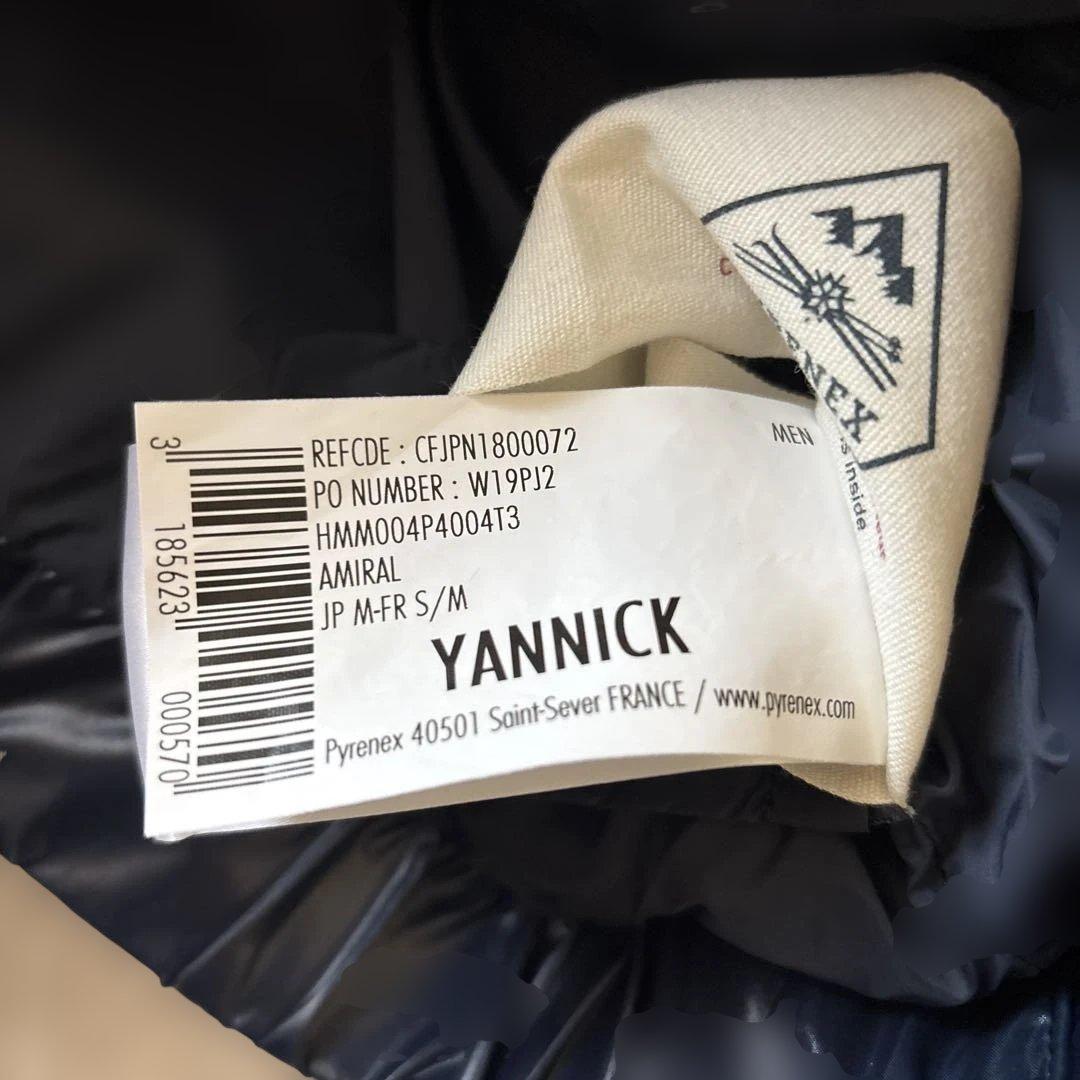 REFCDE : CFJPN1800072
MEN
PO NUMBER : W19PJ2
HMM004P4004T3
AMIRAL
JP M-FR S/M
YANNICK
Pyrenex 40501 Saint-Sever FRANCE / www.pyrenex.com
3 185623 000570
inside